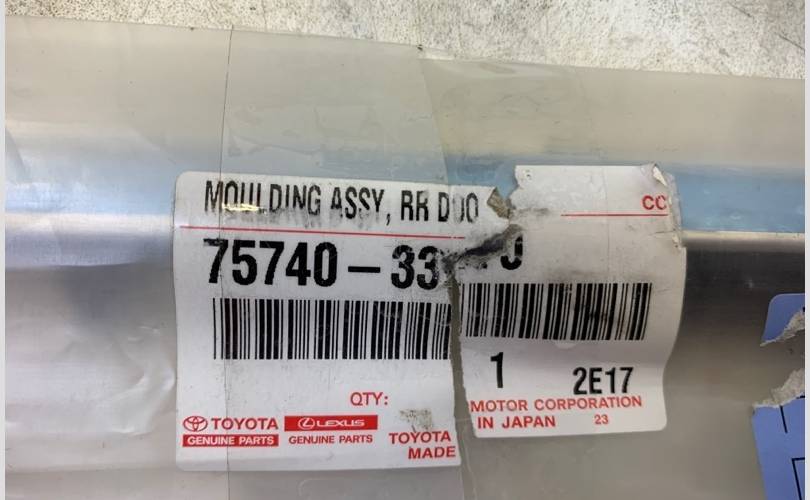 MOULDING ASSY, RR DOO
CC
75740-33
QTY: 1
2E17
TOYOTA LEXUS
GENUINE PARTS GENUINE PARTS
TOYOTA MOTOR CORPORATION
MADE IN JAPAN 23